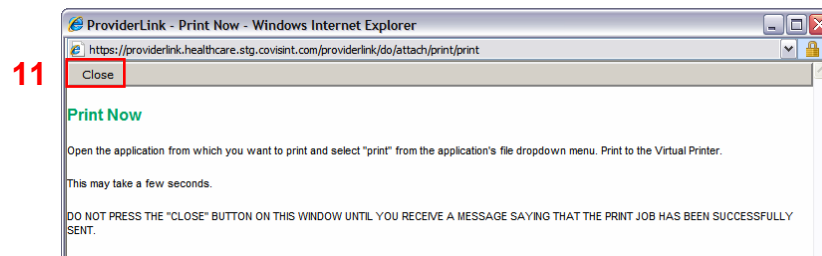 ProviderLink - Print Now - Windows Internet Explorer
https://providerlink.healthcare.stg.covisint.com/providerlink/do/attach/print/print
11
Close
Print Now
Open the application from which you want to print and select "print" from the application's file dropdown menu. Print to the Virtual Printer.
This may take a few seconds.
DO NOT PRESS THE "CLOSE" BUTTON ON THIS WINDOW UNTIL YOU RECEIVE A MESSAGE SAYING THAT THE PRINT JOB HAS BEEN SUCCESSFULLY
SENT.